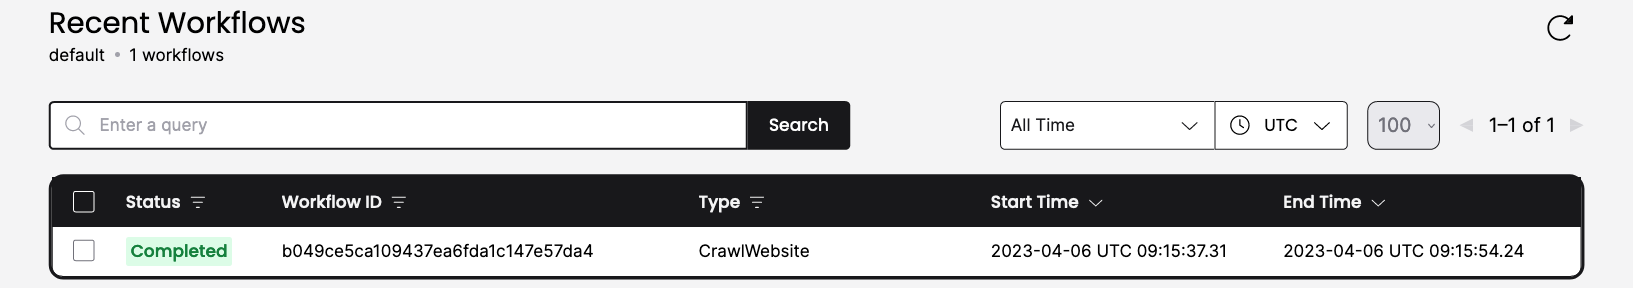 Recent Workflows
default • 1 workflows
Enter a query Search All Time UTC 100 1–1 of 1
Status Workflow ID Type Start Time End Time
Completed b049ce5ca109437ea6fda1c147e57da4 CrawlWebsite 2023-04-06 UTC 09:15:37.31 2023-04-06 UTC 09:15:54.24